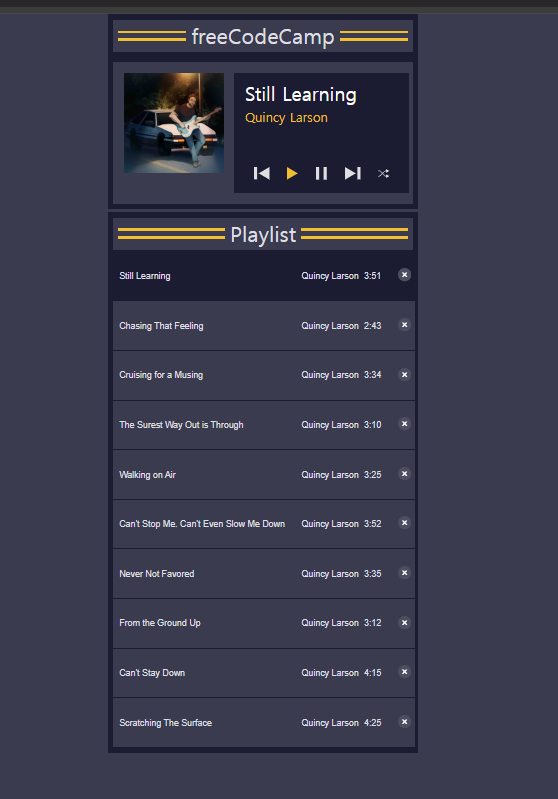 freeCodeCamp
Still Learning
Quincy Larson
Playlist
Still Learning Quincy Larson 3:51
Chasing That Feeling Quincy Larson 2:43
Cruising for a Musing Quincy Larson 3:34
The Surest Way Out is Through Quincy Larson 3:10
Walking on Air Quincy Larson 3:25
Can't Stop Me. Can't Even Slow Me Down Quincy Larson 3:52
Never Not Favored Quincy Larson 3:35
From the Ground Up Quincy Larson 3:12
Can't Stay Down Quincy Larson 4:15
Scratching The Surface Quincy Larson 4:25